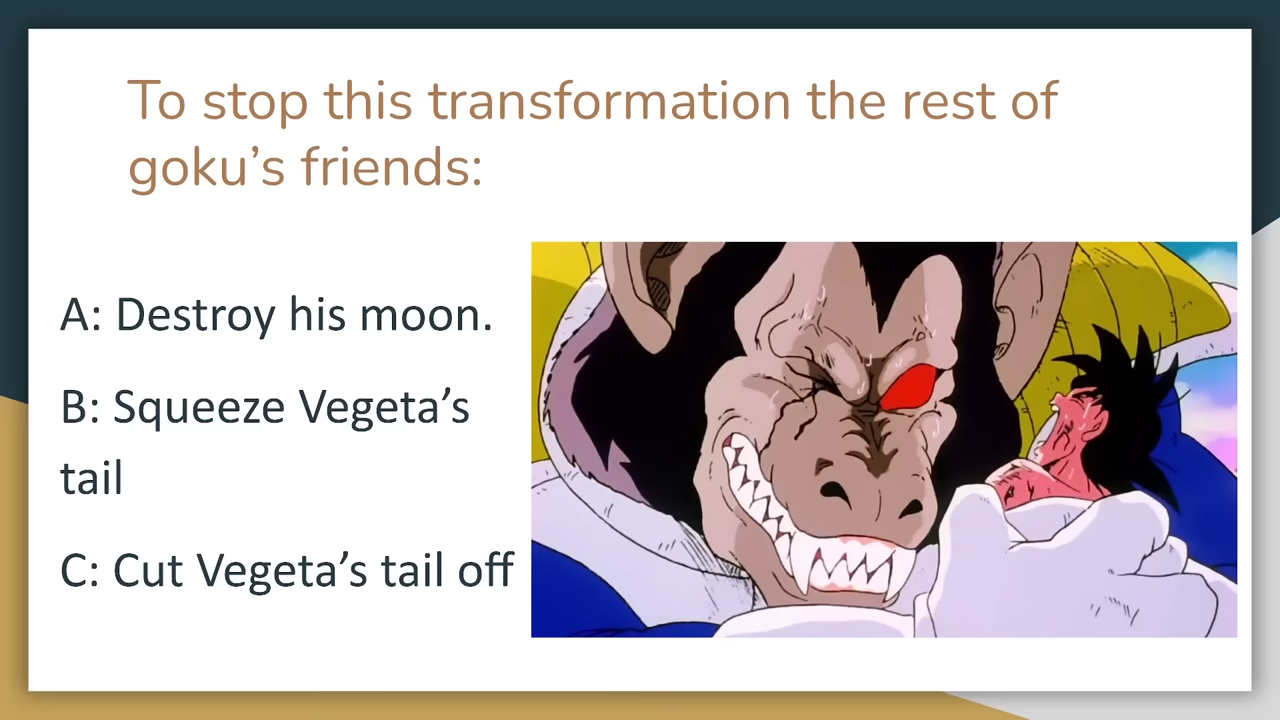 To stop this transformation the rest of
goku’s friends:
A: Destroy his moon.
B: Squeeze Vegeta’s
tail
C: Cut Vegeta’s tail off